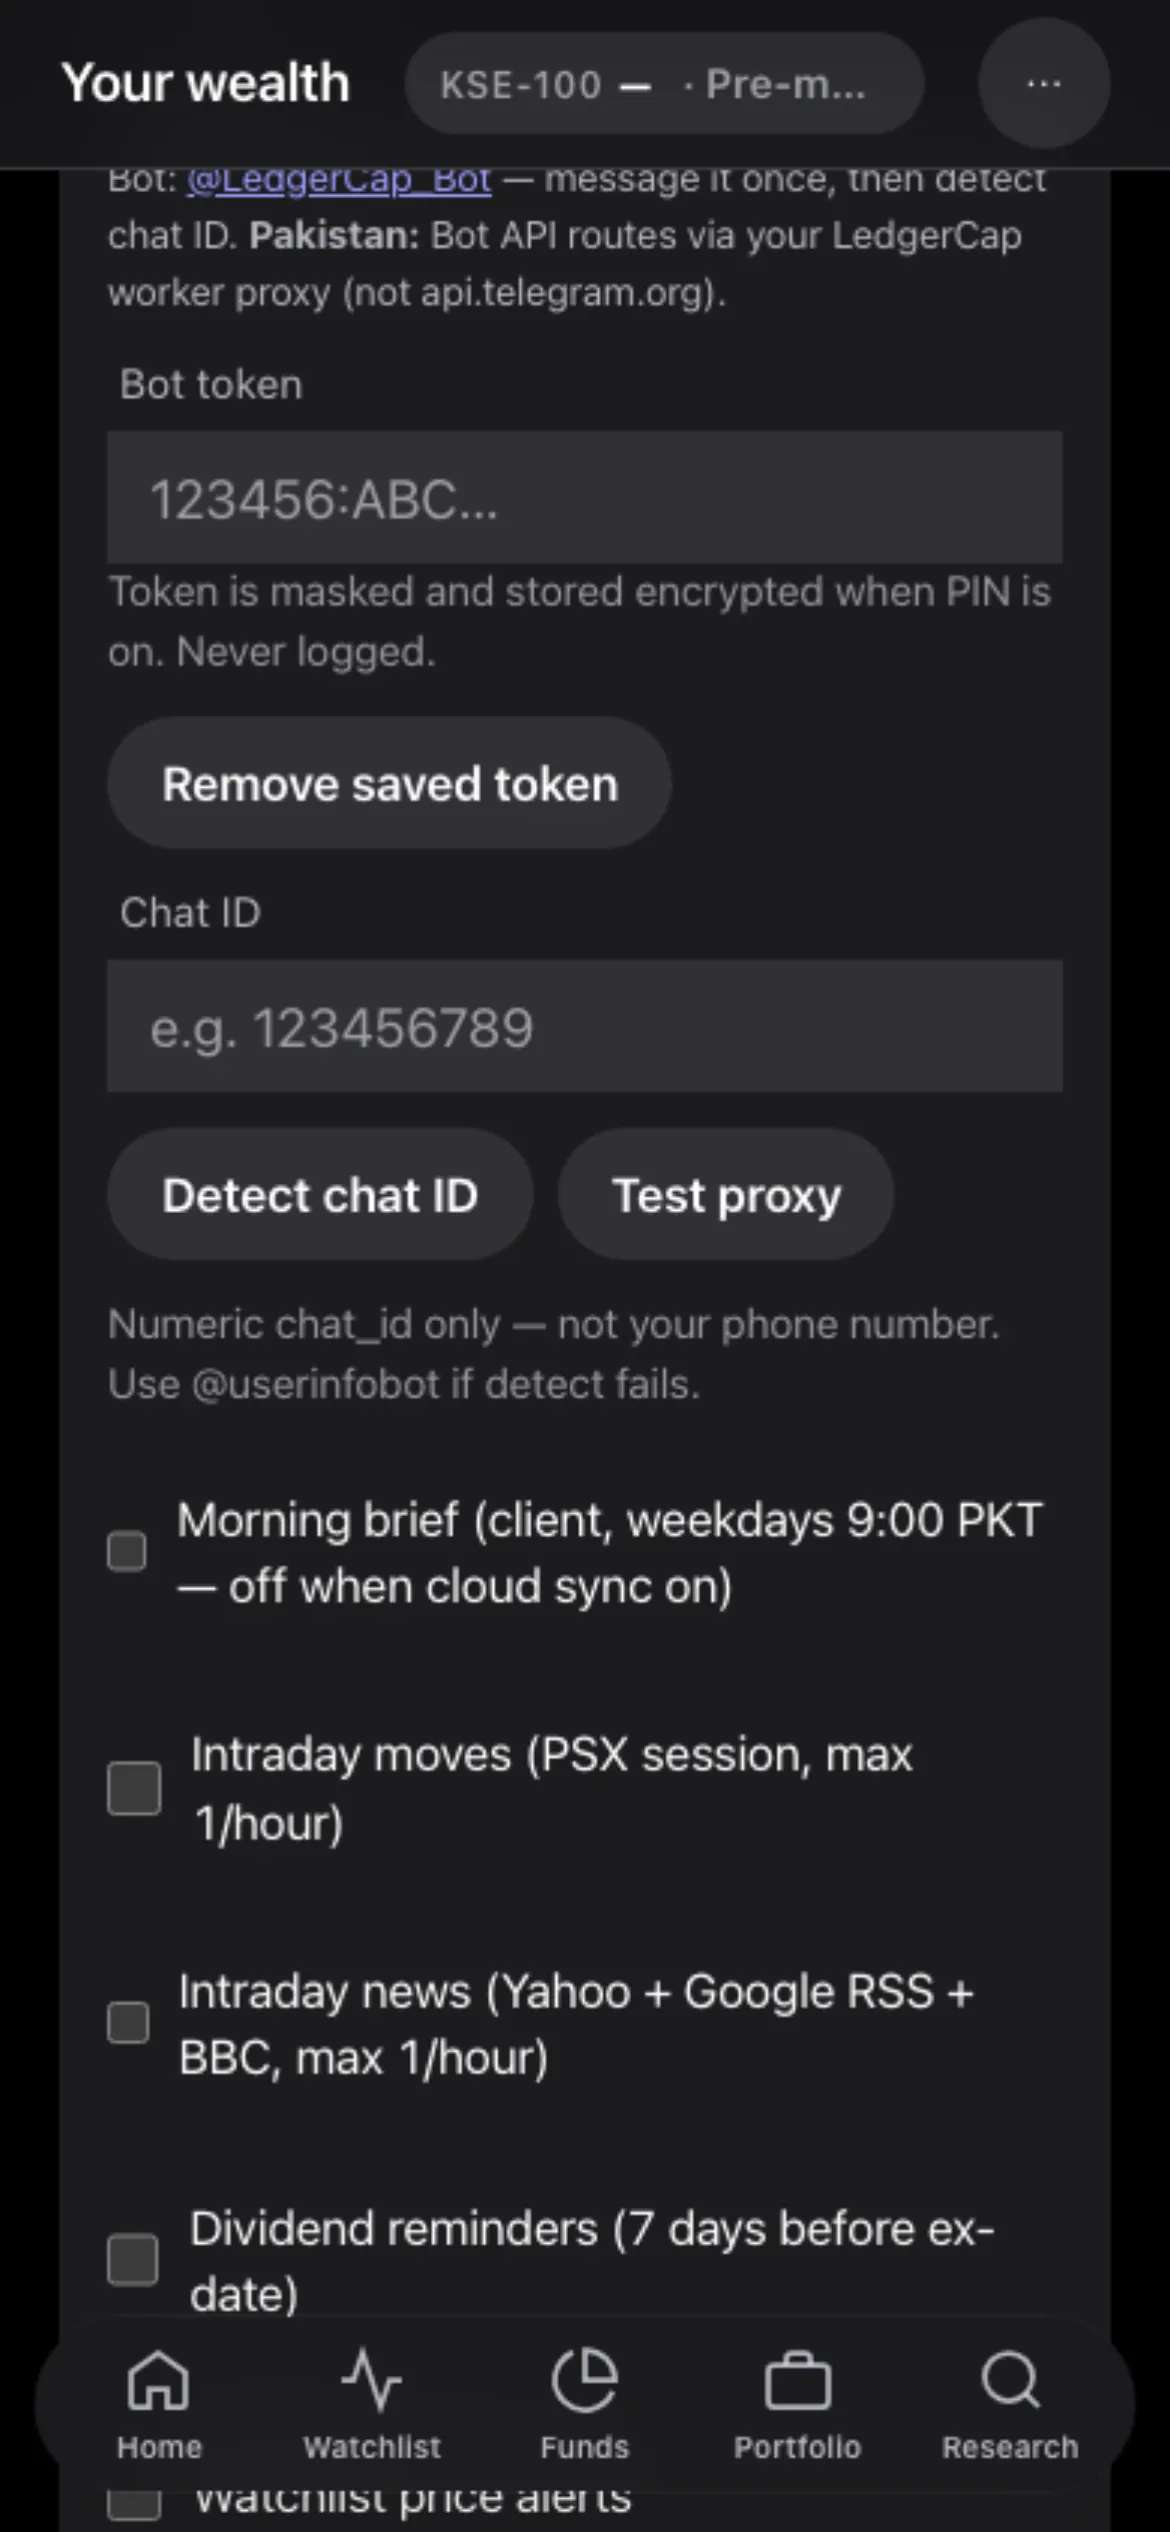 Your wealth
KSE-100 — · Pre-m...
...
Bot: @LedgerCap_Bot — message it once, then detect
chat ID. Pakistan: Bot API routes via your LedgerCap
worker proxy (not api.telegram.org).
Bot token
123456:ABC...
Token is masked and stored encrypted when PIN is
on. Never logged.
Remove saved token
Chat ID
e.g. 123456789
Detect chat ID
Test proxy
Numeric chat_id only — not your phone number.
Use @userinfobot if detect fails.
Morning brief (client, weekdays 9:00 PKT
— off when cloud sync on)
Intraday moves (PSX session, max
1/hour)
Intraday news (Yahoo + Google RSS +
BBC, max 1/hour)
Dividend reminders (7 days before ex-
date)
Home
Watchlist
Funds
Portfolio
Research
Watchlist price alerts